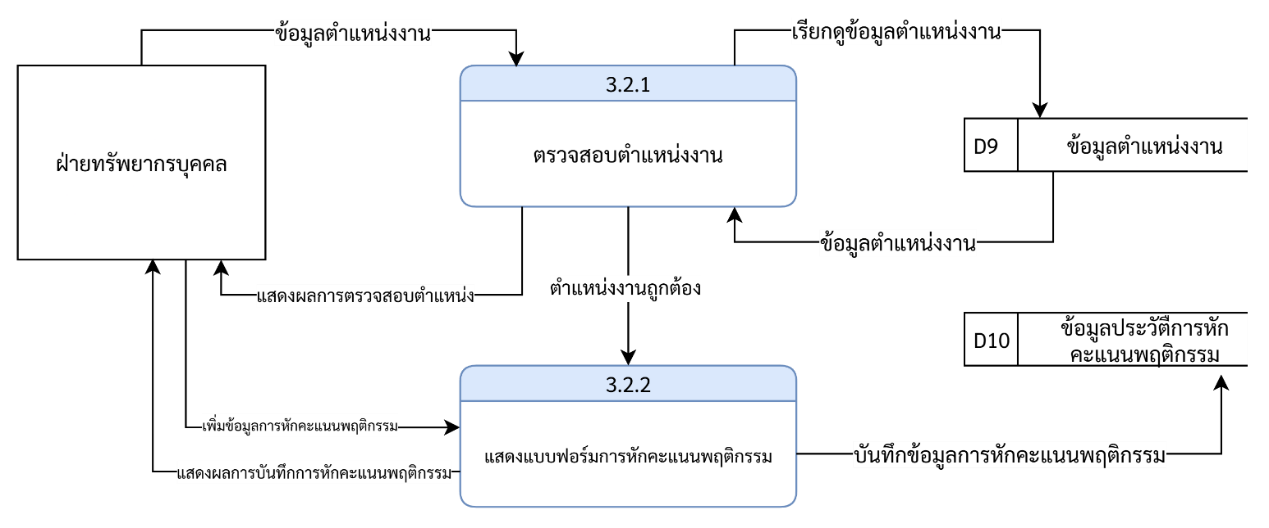 ข้อมูลตำแหน่งงาน
เรียกดูข้อมูลตำแหน่งงาน
3.2.1
ตรวจสอบตำแหน่งงาน
ฝ่ายทรัพยากรบุคคล
D9
ข้อมูลตำแหน่งงาน
ข้อมูลตำแหน่งงาน
แสดงผลการตรวจสอบตำแหน่ง
ตำแหน่งงานถูกต้อง
D10
ข้อมูลประวัติการหัก
คะแนนพฤติกรรม
3.2.2
แสดงแบบฟอร์มการหักคะแนนพฤติกรรม
เพิ่มข้อมูลการหักคะแนนพฤติกรรม
แสดงผลการบันทึกการหักคะแนนพฤติกรรม
บันทึกข้อมูลการหักคะแนนพฤติกรรม